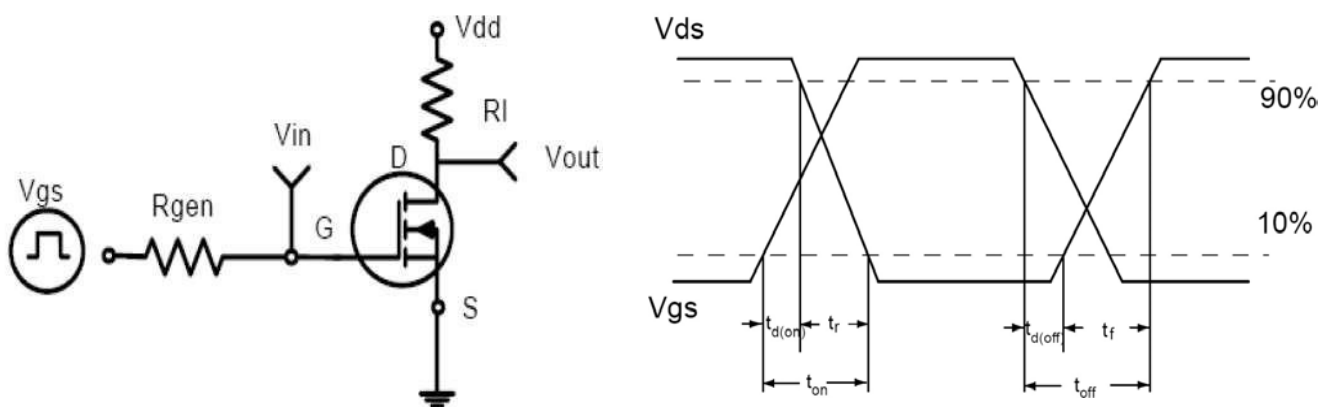 Vdd
Rl
Vin
D
Vout
Vgs
Rgen
G
S
Vds
90%
10%
Vgs
td(on)
tr
td(off)
tf
ton
toff